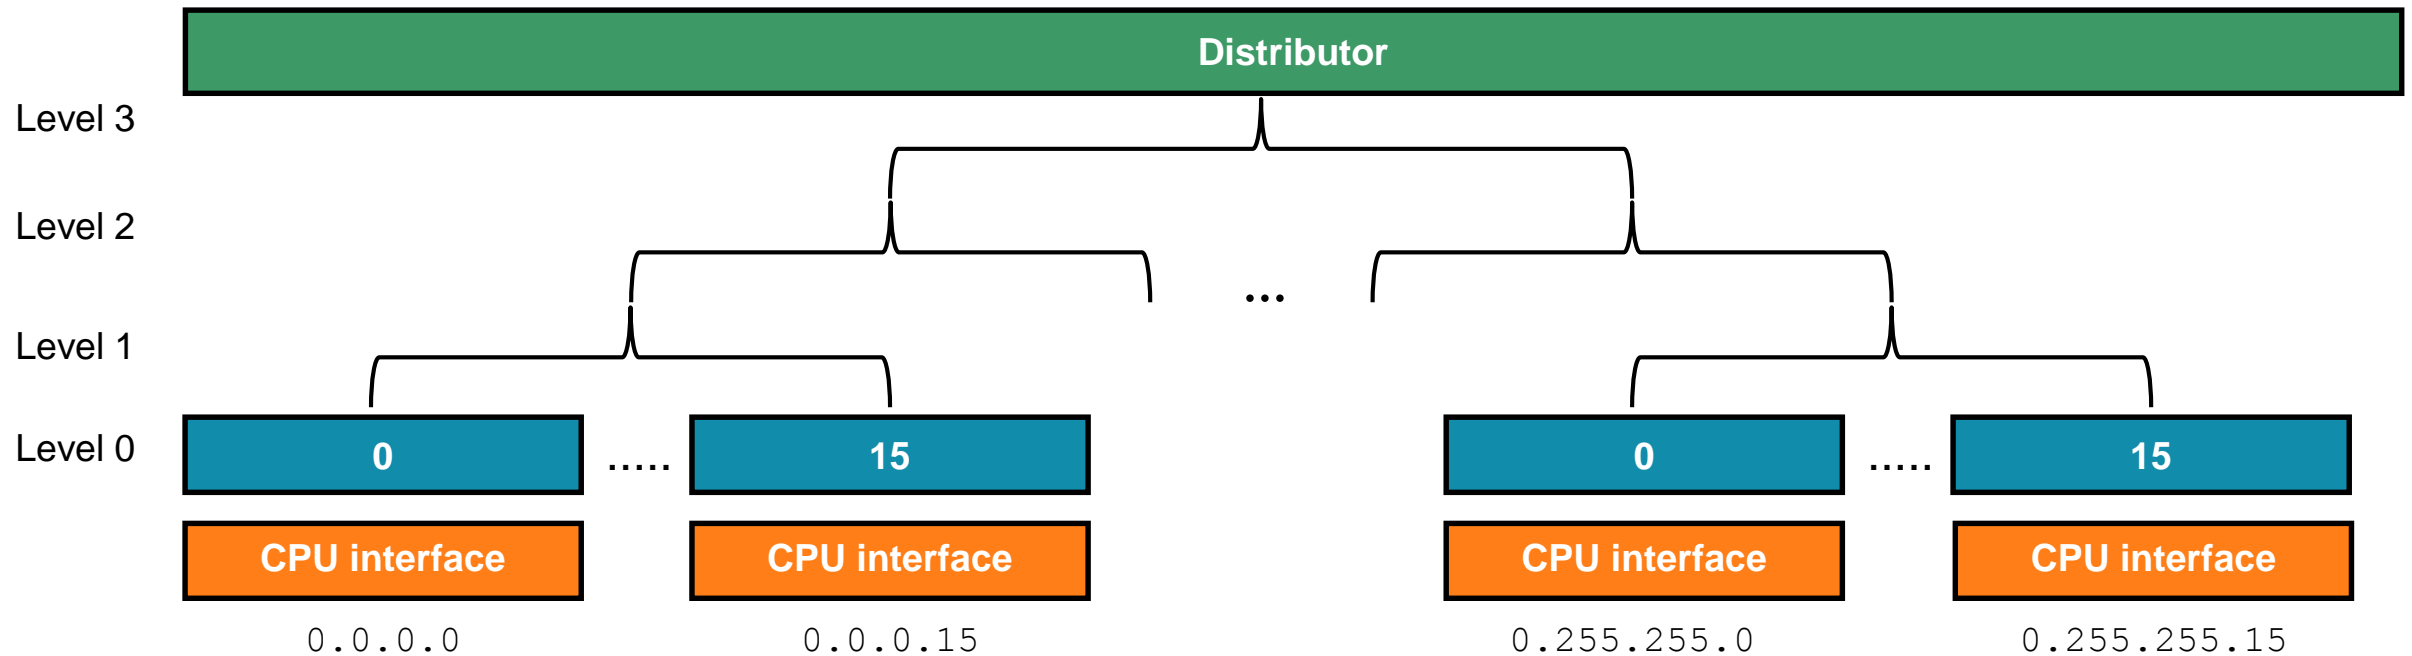 Distributor
Level 3
Level 2
...
Level 1
Level 0
0
.....
15
0
.....
15
CPU interface
CPU interface
CPU interface
CPU interface
0.0.0.0
0.0.0.15
0.255.255.0
0.255.255.15